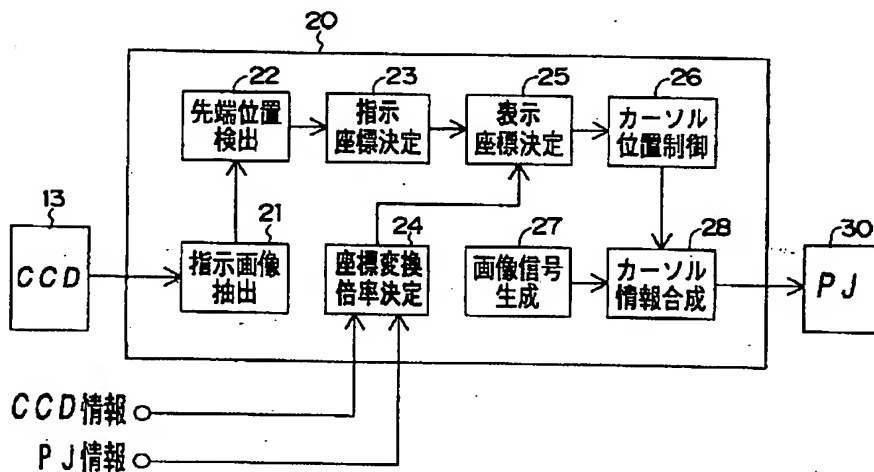 20
22
先端位置
検出
23
指示
座標決定
25
表示
座標決定
26
カーソル
位置制御
13
CCD
21
指示画像
抽出
24
座標変換
倍率決定
27
画像信号
生成
28
カーソル
情報合成
30
PJ
CCD情報
PJ情報